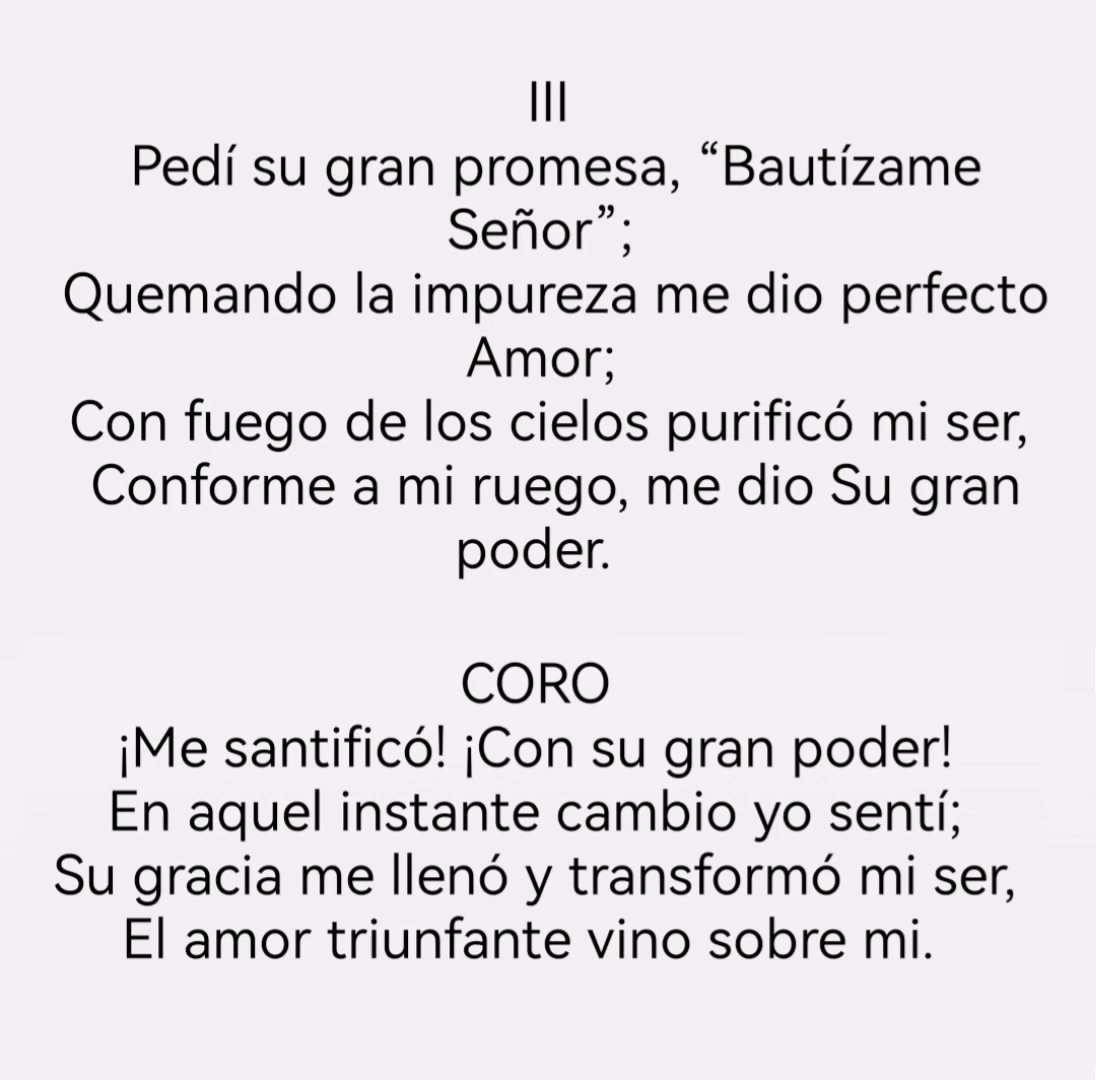 III
Pedí su gran promesa, “Bautízame
Señor”;
Quemando la impureza me dio perfecto
Amor;
Con fuego de los cielos purificó mi ser,
Conforme a mi ruego, me dio Su gran
poder.
CORO
¡Me santificó! ¡Con su gran poder!
En aquel instante cambio yo sentí;
Su gracia me llenó y transformó mi ser,
El amor triunfante vino sobre mi.